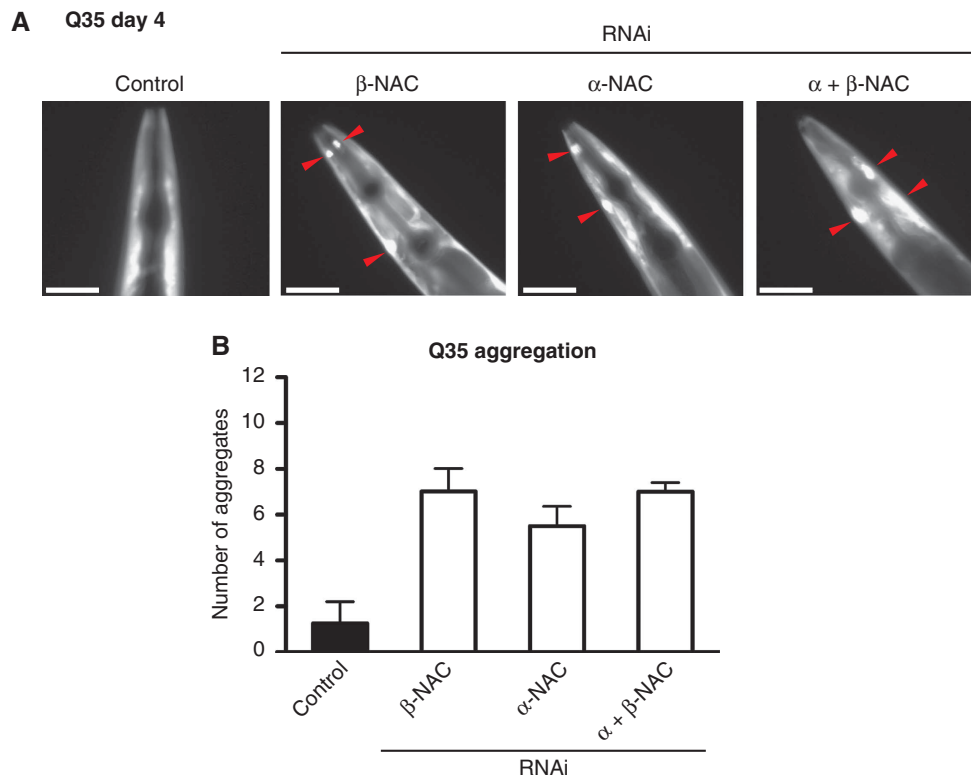 A
Q35 day 4
RNAi
Control
β-NAC
α-NAC
α + β-NAC
B
Q35 aggregation
Number of aggregates
12
10
8
6
4
2
0
Control
β-NAC
α-NAC
α + β-NAC
RNAi